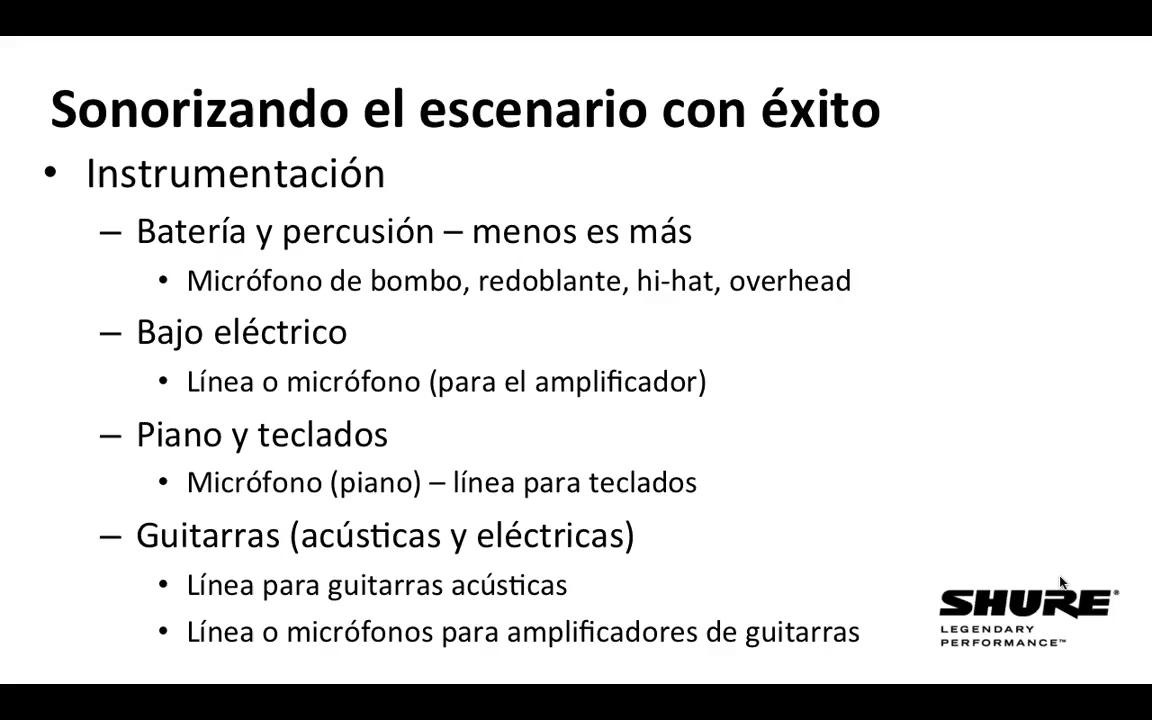 Sonorizando el escenario con éxito
• Instrumentación
– Batería y percusión – menos es más
• Micrófono de bombo, redoblante, hi-hat, overhead
– Bajo eléctrico
• Línea o micrófono (para el amplificador)
– Piano y teclados
• Micrófono (piano) – línea para teclados
– Guitarras (acústicas y eléctricas)
• Línea para guitarras acústicas
• Línea o micrófonos para amplificadores de guitarras
SHURE®
LEGENDARY
PERFORMANCE™